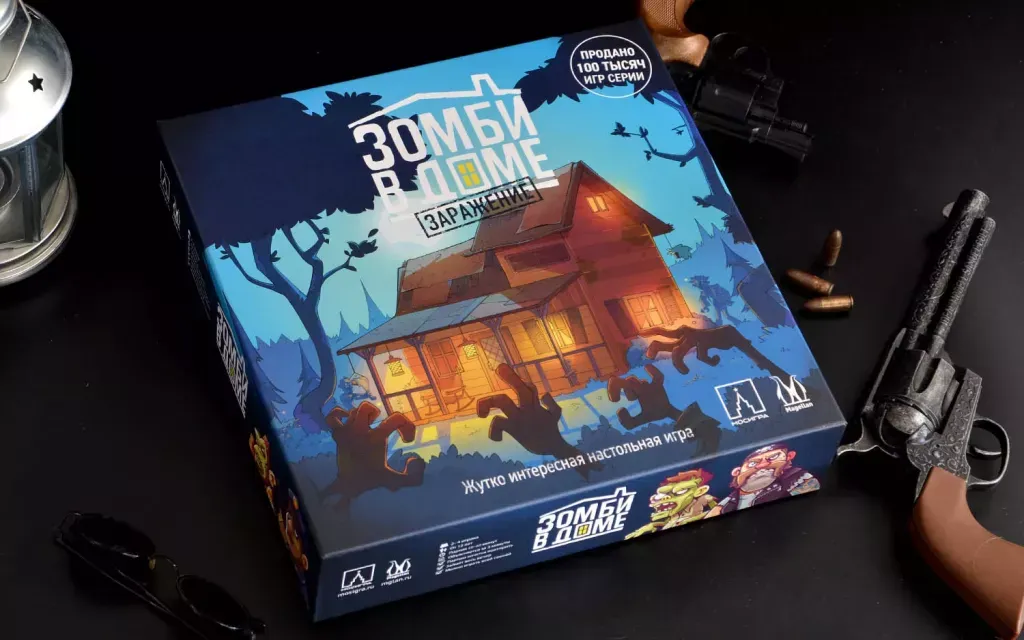 ПРОДАНО
100 ТЫСЯЧ
ИГР СЕРИИ
ЗОМБИ
В ДОМЕ
ЗАРАЖЕНИЕ
МОСИГРА
Magellan
Жутко интересная настольная игра
ЗОМБИ
В ДОМЕ
ЗОМБИ
В ДОМЕ
mosigra.ru
mglan.ru